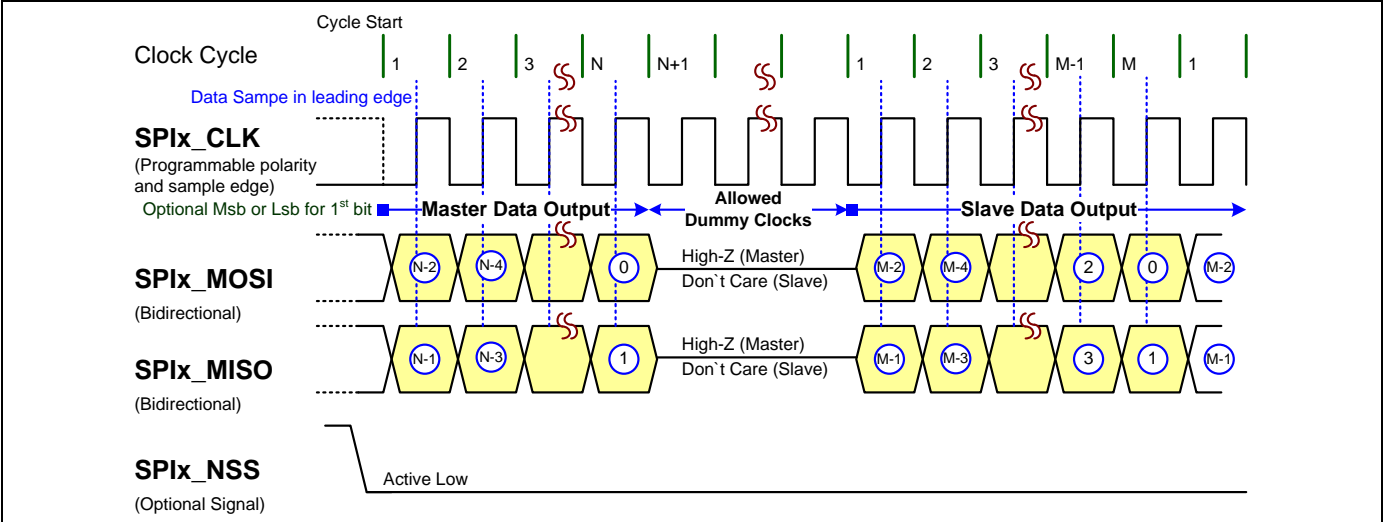 Cycle Start
Clock Cycle
1 2 3 N N+1 1 2 3 M-1 M 1
Data Sampe in leading edge
SPIx_CLK
(Programmable polarity
and sample edge)
Optional Msb or Lsb for 1st bit
Master Data Output
Allowed
Dummy Clocks
Slave Data Output
SPIx_MOSI
(Bidirectional)
N-2 N-4 0
High-Z (Master)
Don`t Care (Slave)
M-2 M-4 2 0 M-2
SPIx_MISO
(Bidirectional)
N-1 N-3 1
High-Z (Master)
Don`t Care (Slave)
M-1 M-3 3 1 M-1
SPIx_NSS
(Optional Signal)
Active Low